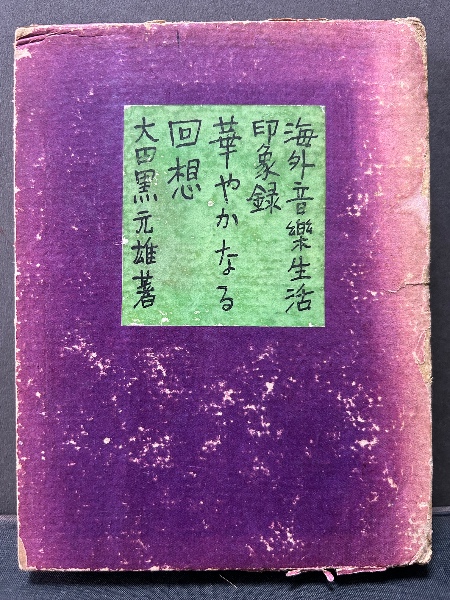 海外音樂生活
印象録
華やかなる
回想
大田黒元雄著